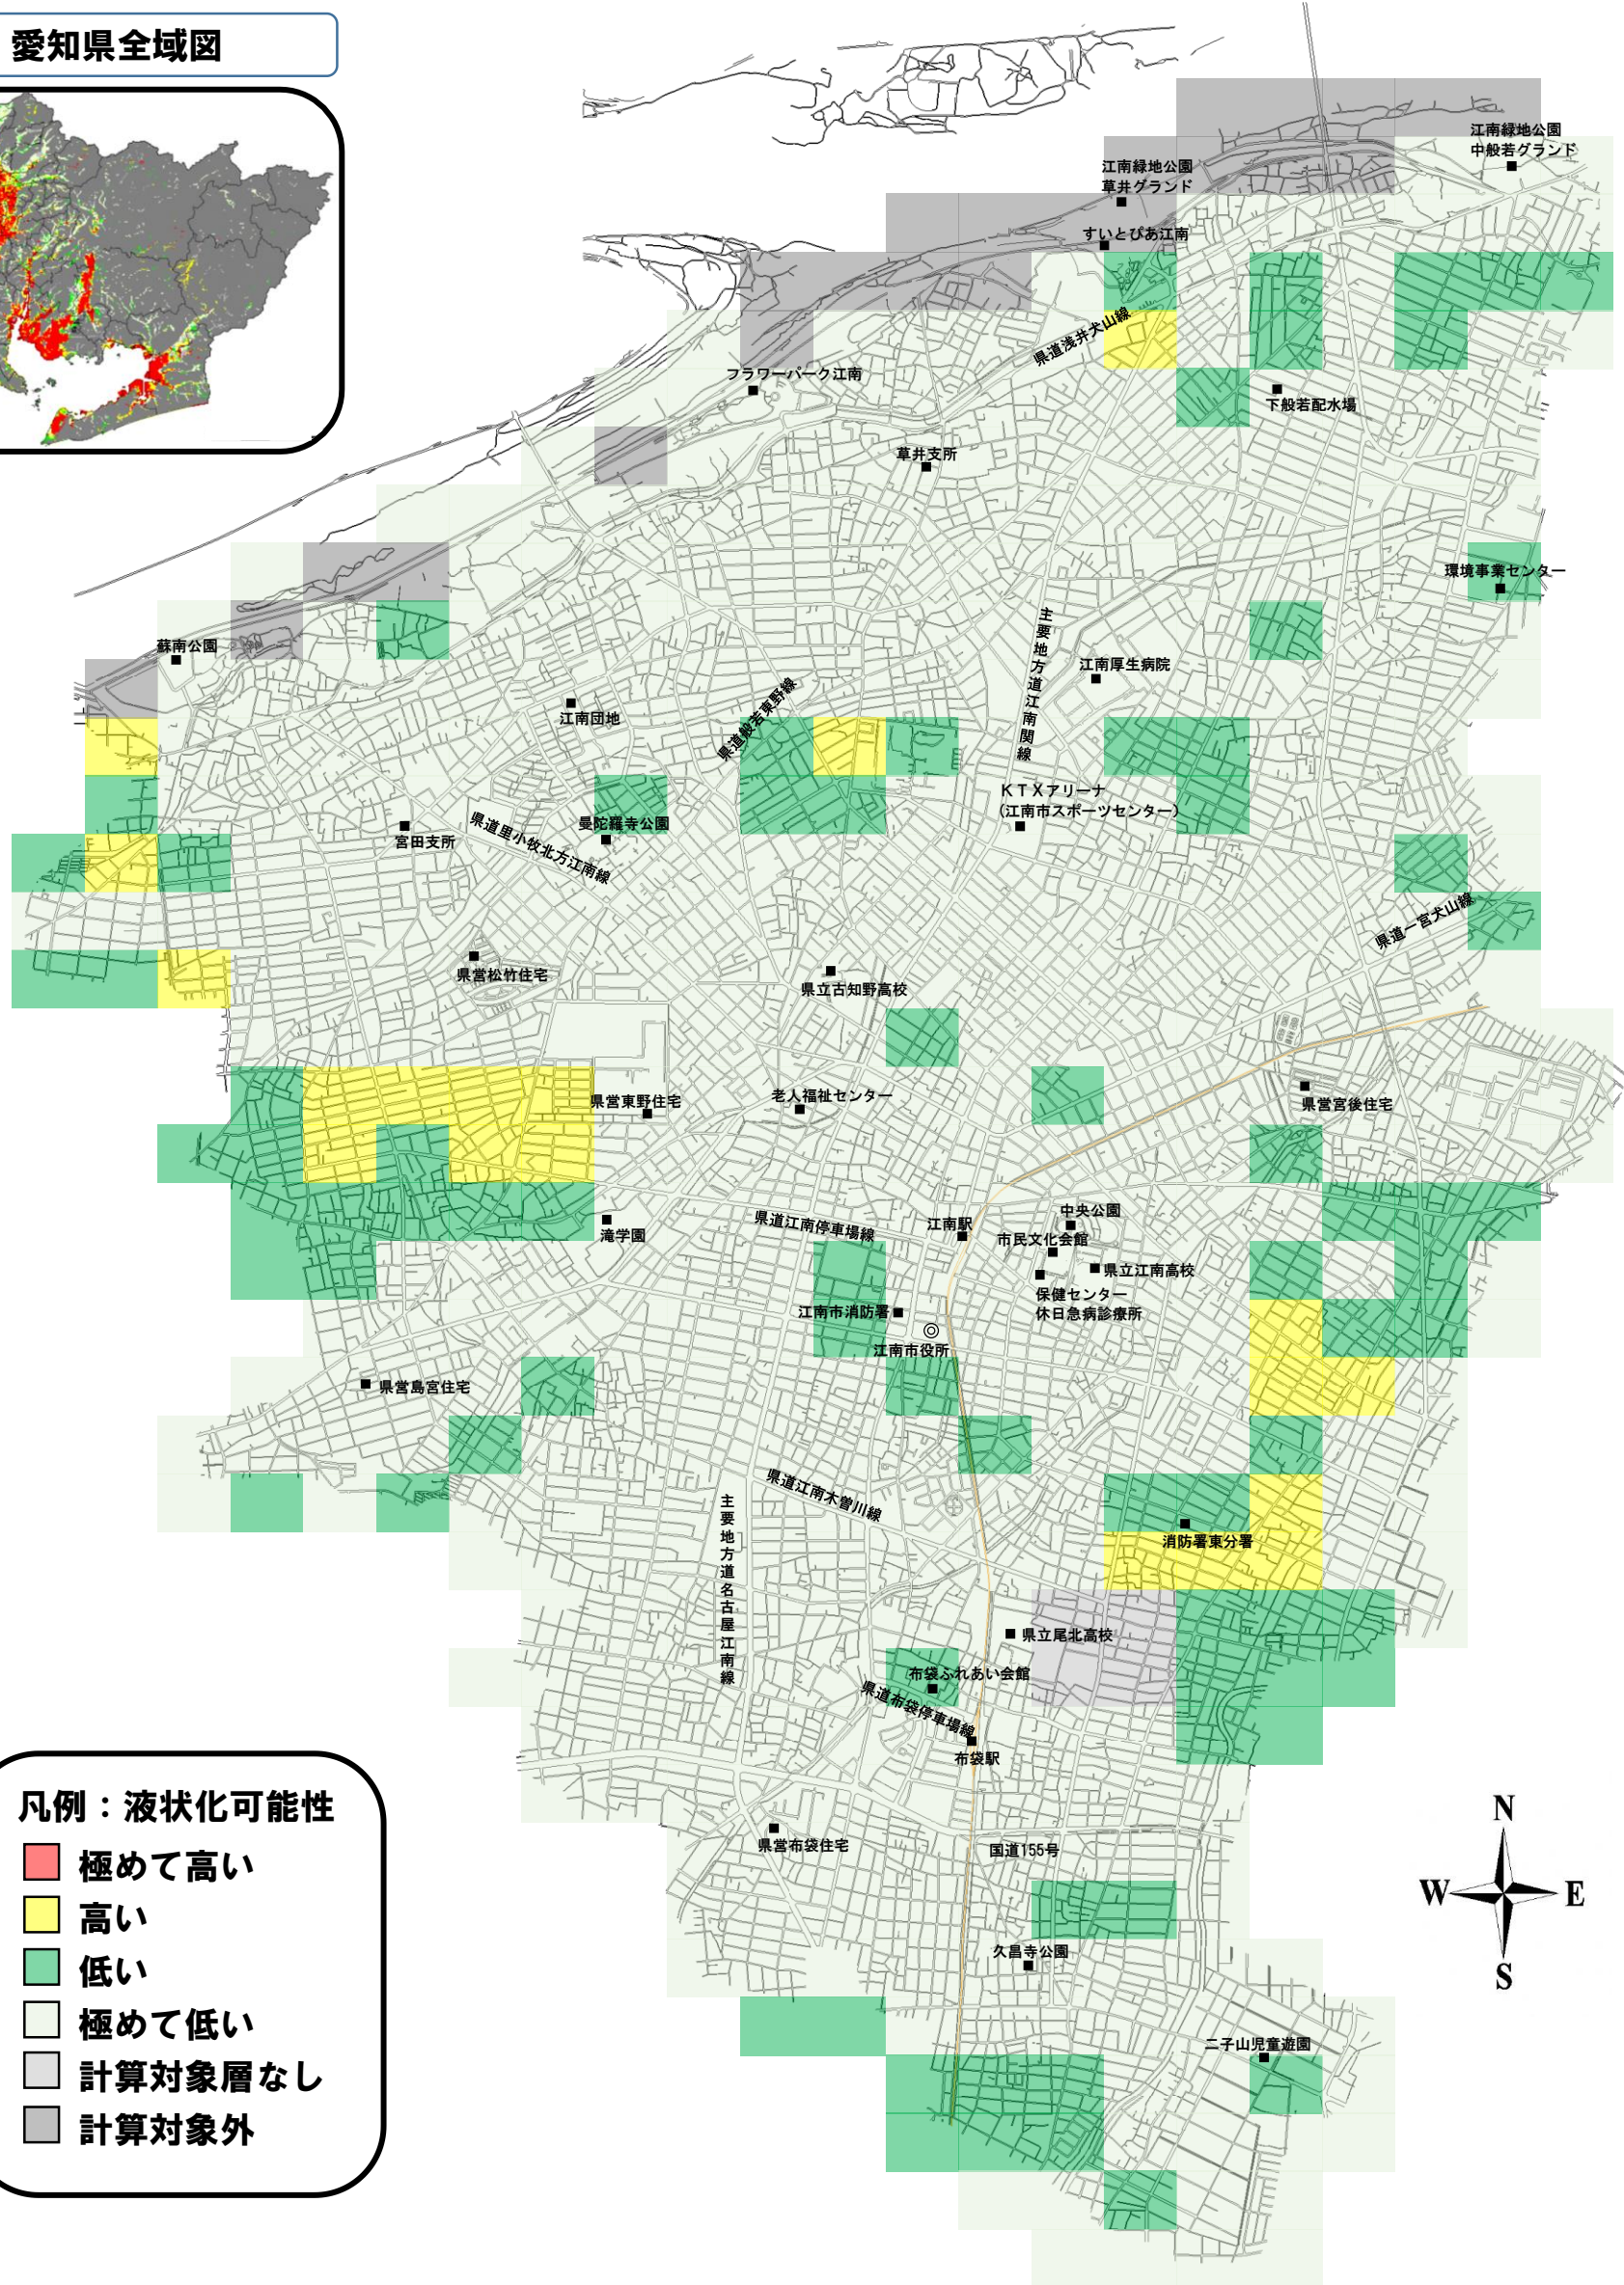 愛知県全域図
江南緑地公園
中般若グランド
江南緑地公園
草井グランド
すいとぴあ江南
県道浅井犬山線
フラワーパーク江南
下般若配水場
草井支所
環境事業センター
主要地方道江南関線
蘇南公園
江南厚生病院
県道般若東野線
江南団地
KTXアリーナ
(江南市スポーツセンター)
県道里小牧北方江南線
曼陀羅寺公園
宮田支所
県道一宮犬山線
県営松竹住宅
県立古知野高校
県営東野住宅
老人福祉センター
県営宮後住宅
中央公園
県道江南停車場線
江南駅
市民文化会館
滝学園
県立江南高校
保健センター
休日急病診療所
江南市消防署
江南市役所
県営島宮住宅
県道江南木曽川線
主要地方道名古屋江南線
消防署東分署
県立尾北高校
布袋ふれあい会館
県道布袋停車場線
布袋駅
県営布袋住宅
国道155号
久昌寺公園
二子山児童遊園
凡例：液状化可能性
極めて高い
高い
低い
極めて低い
計算対象層なし
計算対象外
N
W
E
S